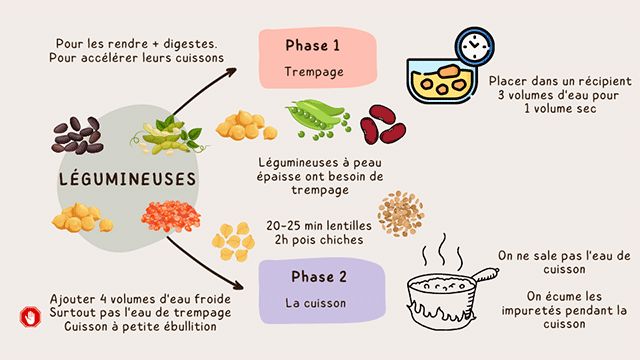 Pour les rendre + digestes.
Pour accélérer leurs cuissons
Phase 1
Trempage
Placer dans un récipient
3 volumes d'eau pour
1 volume sec
LÉGUMINEUSES
Légumineuses à peau
épaisse ont besoin de
trempage
20-25 min lentilles
2h pois chiches
Phase 2
La cuisson
Ajouter 4 volumes d'eau froide
Surtout pas l'eau de trempage
Cuisson à petite ébullition
On ne sale pas l'eau de
cuisson
On écume les
impuretés pendant la
cuisson